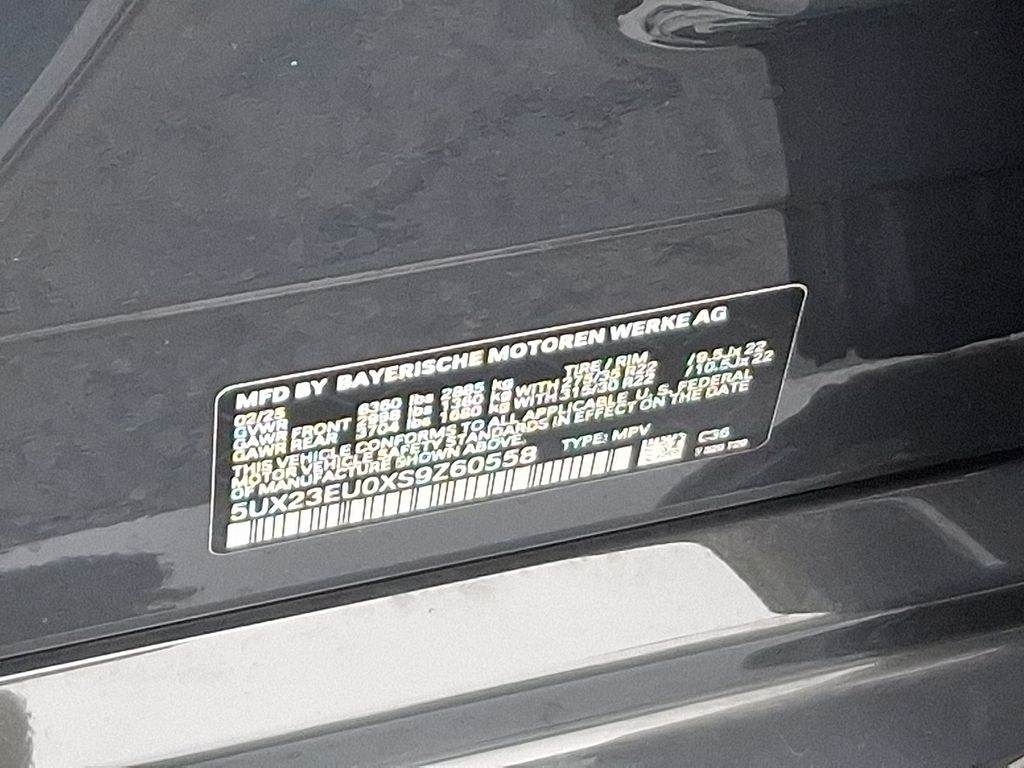 MFD BY BAYERISCHE MOTOREN WERKE AG
02/25 TIRE / RIM
GVWR 6360 lbs 2885 kg
GAWR FRONT lbs 1360 kg WITH 275/35 R22 /9.5Jx 22
GAWR REAR 3704 lbs 1680 kg WITH 315/30 R22 /10.5Jx 22
THIS VEHICLE CONFORMS TO ALL APPLICABLE U. S. FEDERAL
MOTOR VEHICLE SAFETY STANDARDS IN EFFECT ON THE DATE
OF MANUFACTURE SHOWN ABOVE. TYPE: MPV C36
5UX23EU0XS9Z60558